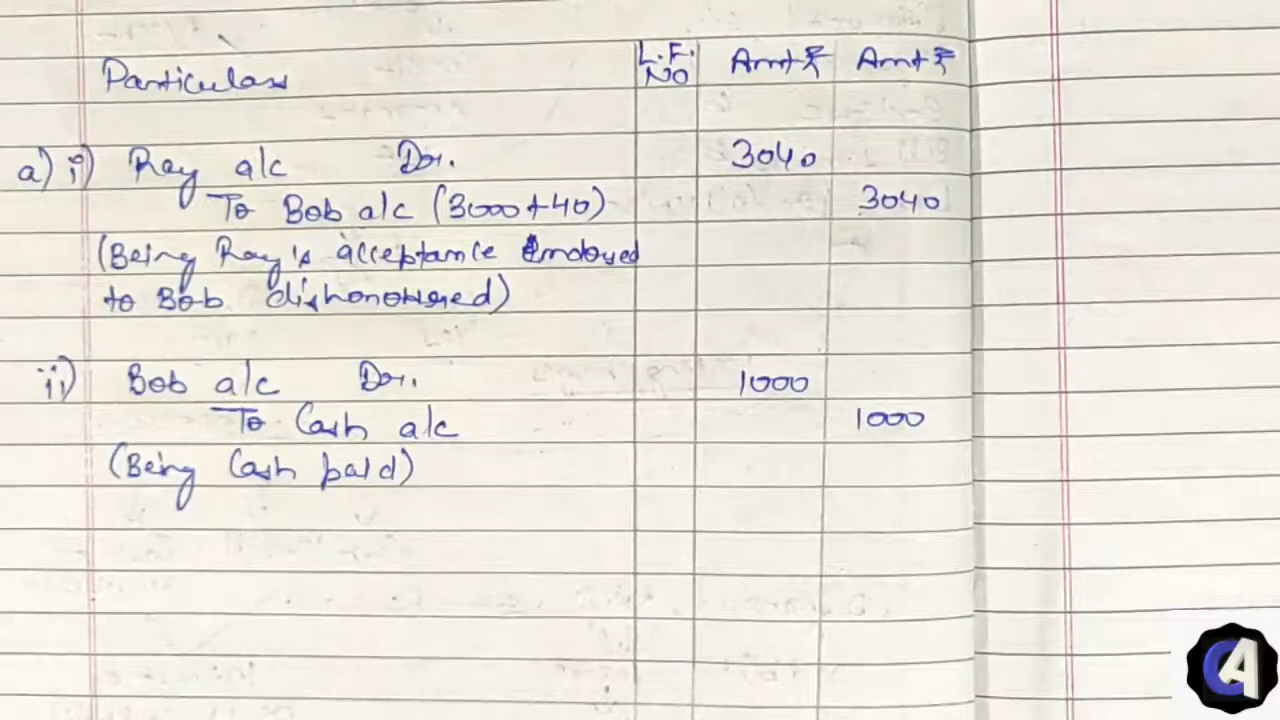 Particulars L.F. No Amt ₹ Amt ₹
a) i) Ray a/c Dr. 3040
To Bob a/c (3000+40) 3040
(Being Ray's acceptance Endorsed
to Bob dishonoured)
ii) Bob a/c Dr. 1000
To Cash a/c 1000
(Being Cash paid)
CA